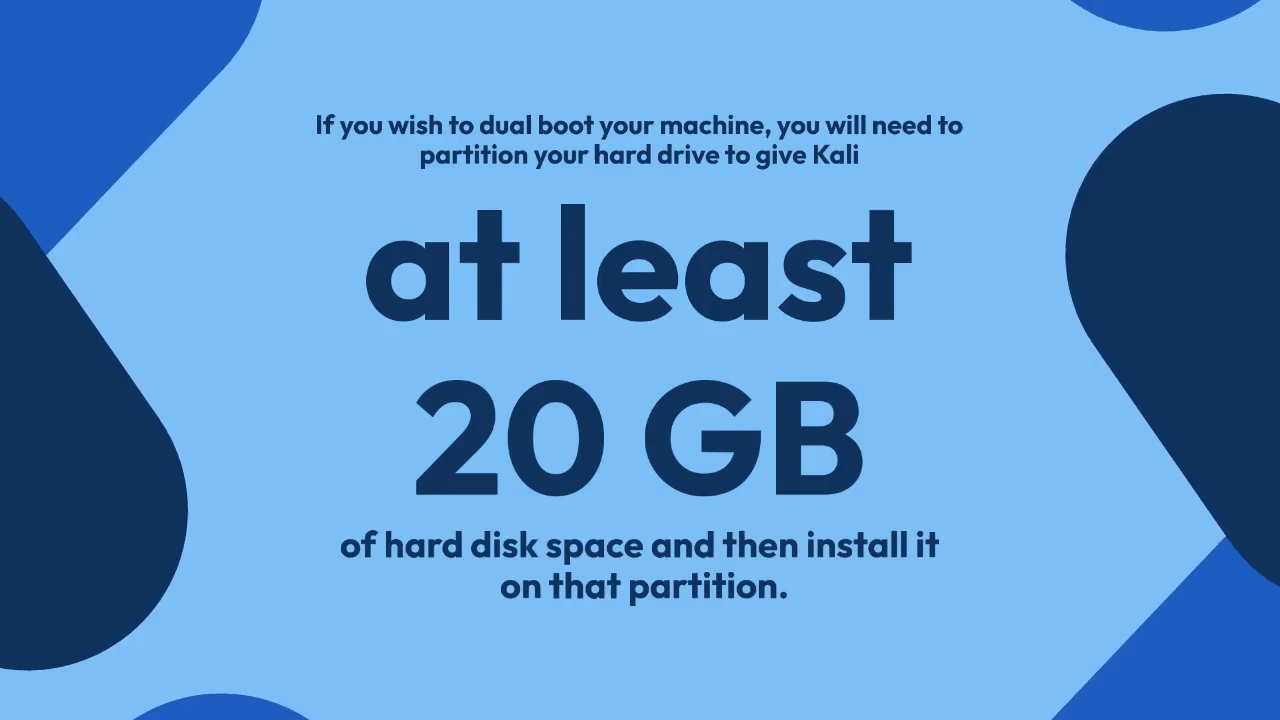 If you wish to dual boot your machine, you will need to
partition your hard drive to give Kali
at least
20 GB
of hard disk space and then install it
on that partition.